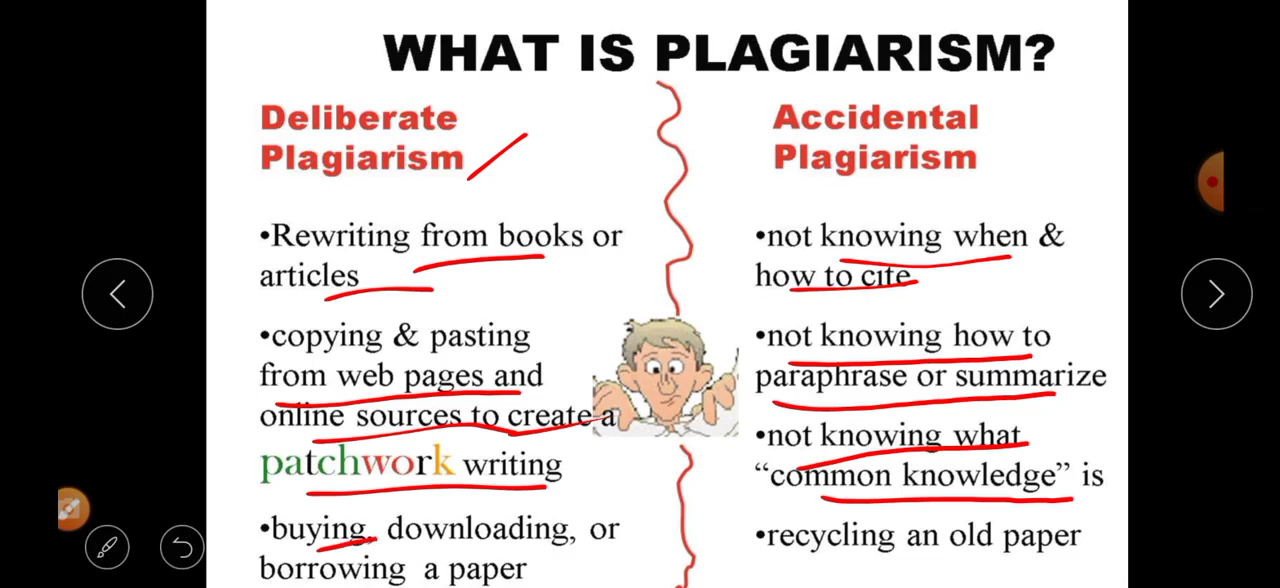 WHAT IS PLAGIARISM?
Deliberate
Plagiarism
•Rewriting from books or
articles
•copying & pasting
from web pages and
online sources to create a
patchwork writing
•buying, downloading, or
borrowing a paper
Accidental
Plagiarism
•not knowing when &
how to cite
•not knowing how to
paraphrase or summarize
•not knowing what
“common knowledge” is
•recycling an old paper